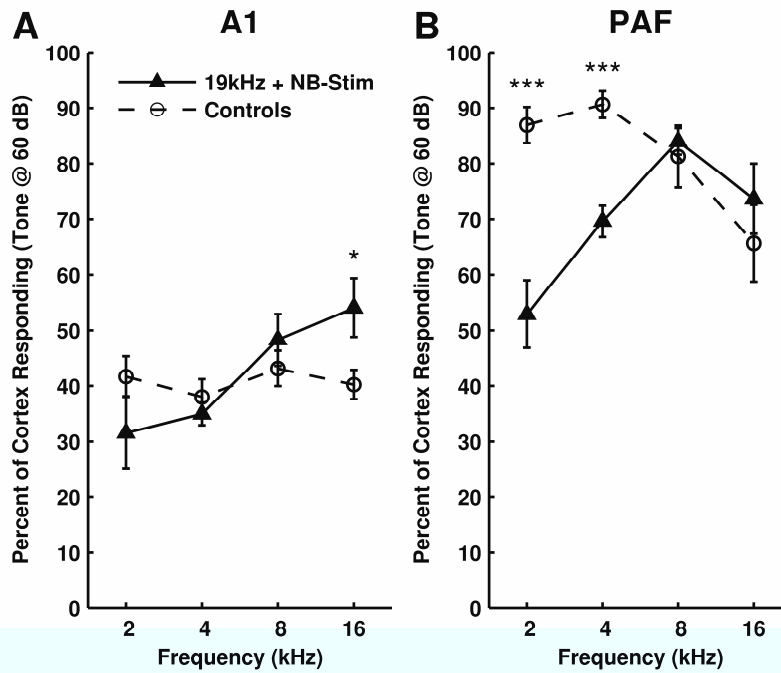 A
A1
Percent of Cortex Responding (Tone @ 60 dB)
100
90
80
70
60
50
40
30
20
10
0
19kHz + NB-Stim
Controls
*
2 4 8 16
Frequency (kHz)
B
PAF
Percent of Cortex Responding (Tone @ 60 dB)
100
90
80
70
60
50
40
30
20
10
0
*** ***
2 4 8 16
Frequency (kHz)